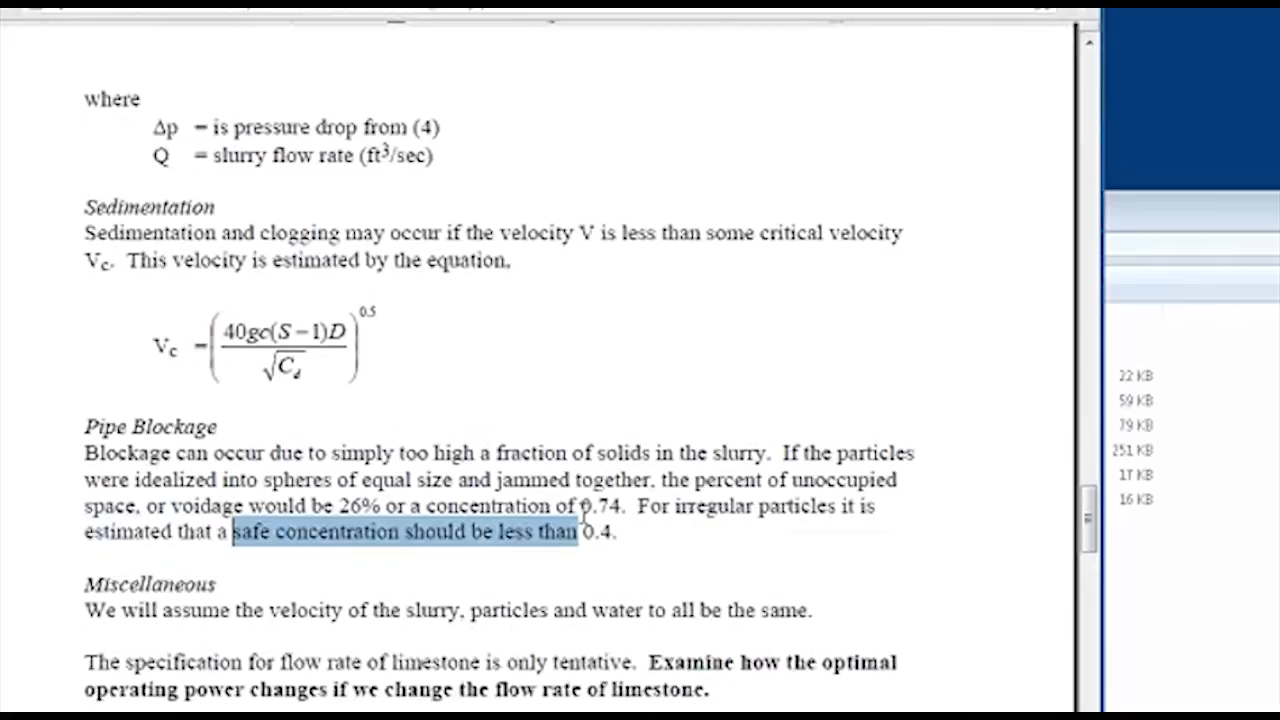 where
Δp = is pressure drop from (4)
Q = slurry flow rate (ft³/sec)
Sedimentation
Sedimentation and clogging may occur if the velocity V is less than some critical velocity
Vc. This velocity is estimated by the equation,
Vc = (40gc(S−1)D / √Cd)^0.5
Pipe Blockage
Blockage can occur due to simply too high a fraction of solids in the slurry. If the particles
were idealized into spheres of equal size and jammed together, the percent of unoccupied
space, or voidage would be 26% or a concentration of 0.74. For irregular particles it is
estimated that a safe concentration should be less than 0.4.
Miscellaneous
We will assume the velocity of the slurry, particles and water to all be the same.
The specification for flow rate of limestone is only tentative. Examine how the optimal
operating power changes if we change the flow rate of limestone.
22 KB
59 KB
79 KB
251 KB
17 KB
16 KB